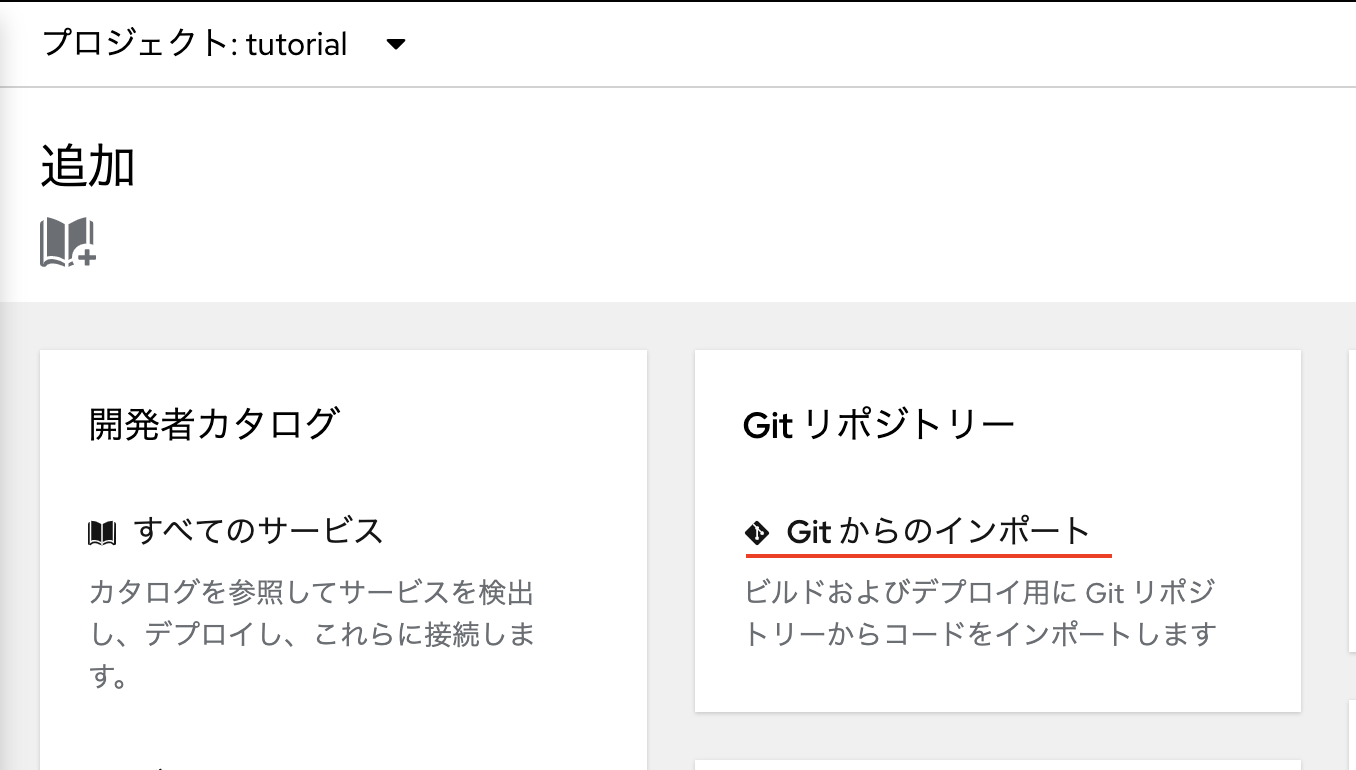 プロジェクト: tutorial
追加
開発者カタログ
すべてのサービス
カタログを参照してサービスを検出
し、デプロイし、これらに接続しま
す。
Git リポジトリー
Git からのインポート
ビルドおよびデプロイ用に Git リポジ
トリーからコードをインポートします